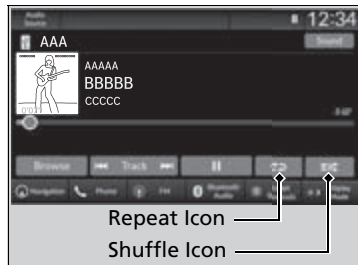 Audio
Source
12:34
AAA
Sound
AAAAA
BBBBB
ccccc
Browse
Track
Navigation
Phone
FM
Bluetooth
Audio
Repeat Icon
Shuffle Icon